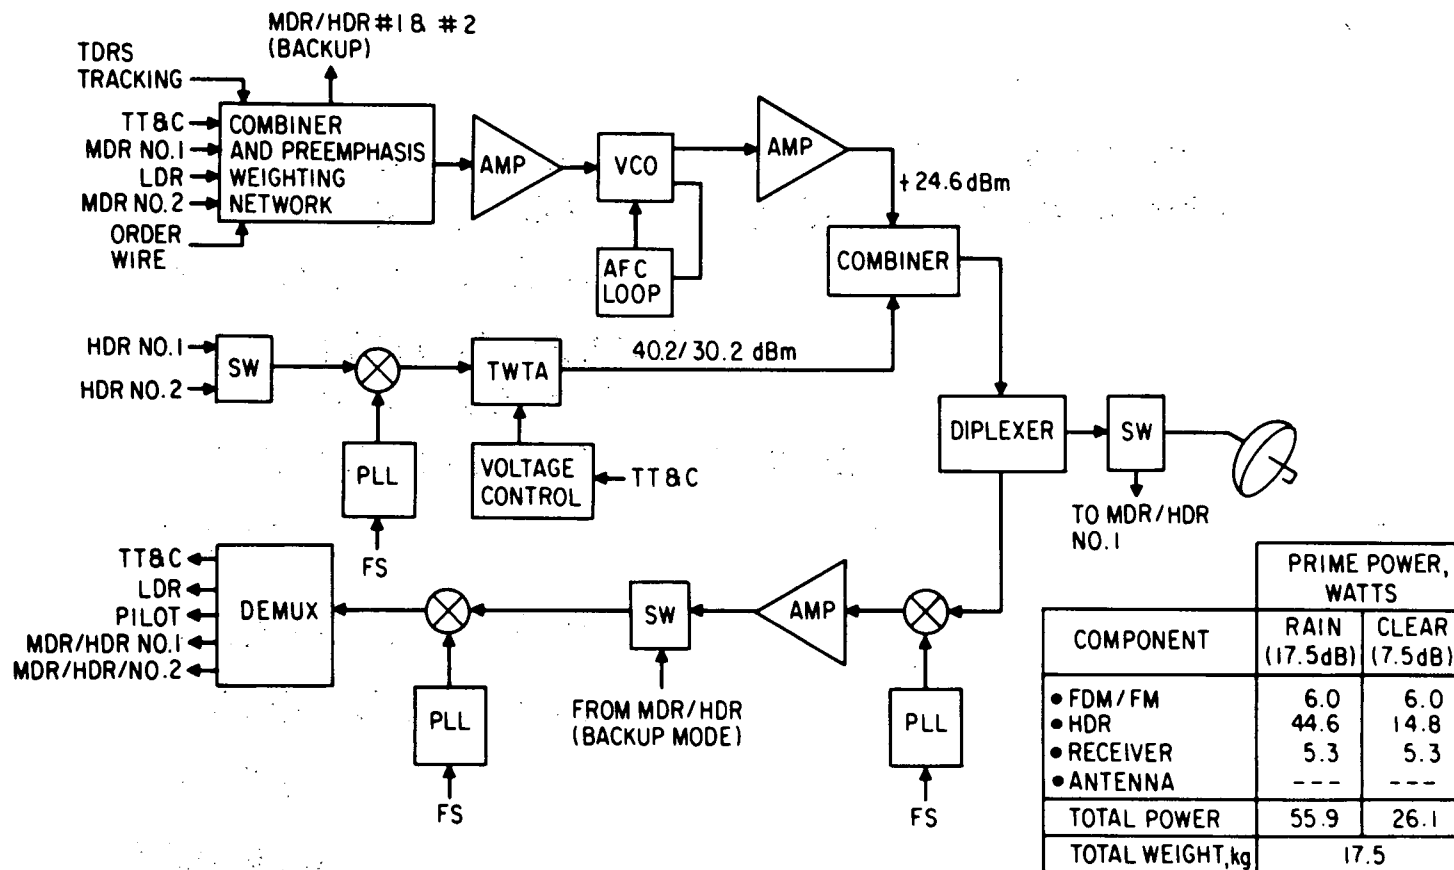 MDR/HDR #1 & #2
(BACKUP)
TDRS
TRACKING
TT&C
MDR NO.1
LDR
MDR NO.2
ORDER
WIRE
COMBINER
AND PREEMPHASIS
WEIGHTING
NETWORK
AMP
VCO
AFC
LOOP
AMP
+24.6 dBm
COMBINER
HDR NO.1
HDR NO.2
SW
TWTA
40.2/30.2 dBm
PLL
FS
VOLTAGE
CONTROL
TT&C
DIPLEXER
SW
TO MDR/HDR
NO.1
TT&C
LDR
PILOT
MDR/HDR NO.1
MDR/HDR/NO.2
DEMUX
PLL
FS
SW
FROM MDR/HDR
(BACKUP MODE)
AMP
PLL
FS
PRIME POWER,
WATTS
COMPONENT RAIN (17.5dB) CLEAR (7.5dB)
•FDM/FM 6.0 6.0
•HDR 44.6 14.8
•RECEIVER 5.3 5.3
•ANTENNA --- ---
TOTAL POWER 55.9 26.1
TOTAL WEIGHT,kg 17.5